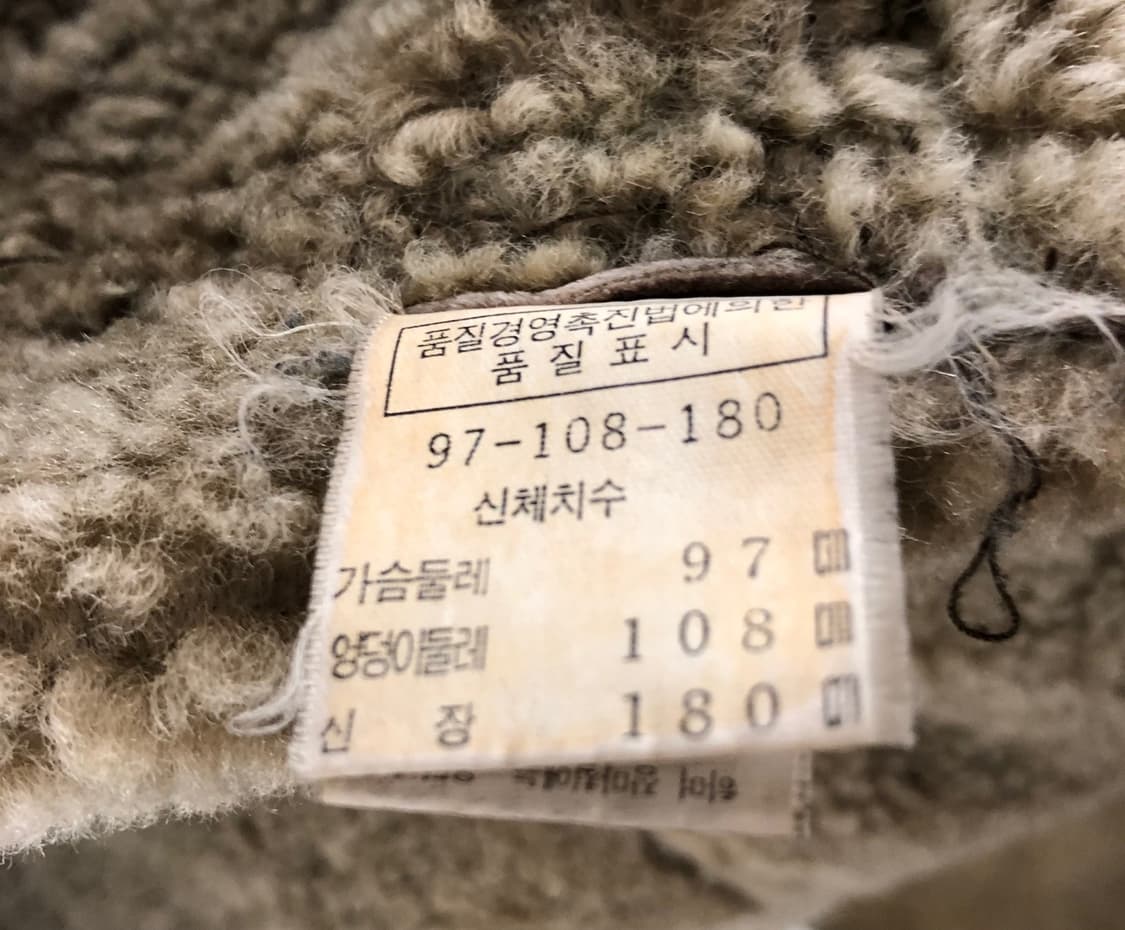 품질경영촉진법에의한
품질표시
97-108-180
신체치수
가슴둘레 97 cm
엉덩이둘레 108 cm
신장 180 cm